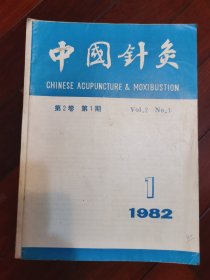 中國針灸
CHINESE ACUPUNCTURE & MOXIBUSTION
第2卷 第1期 Vol.2 No.1
1
1982